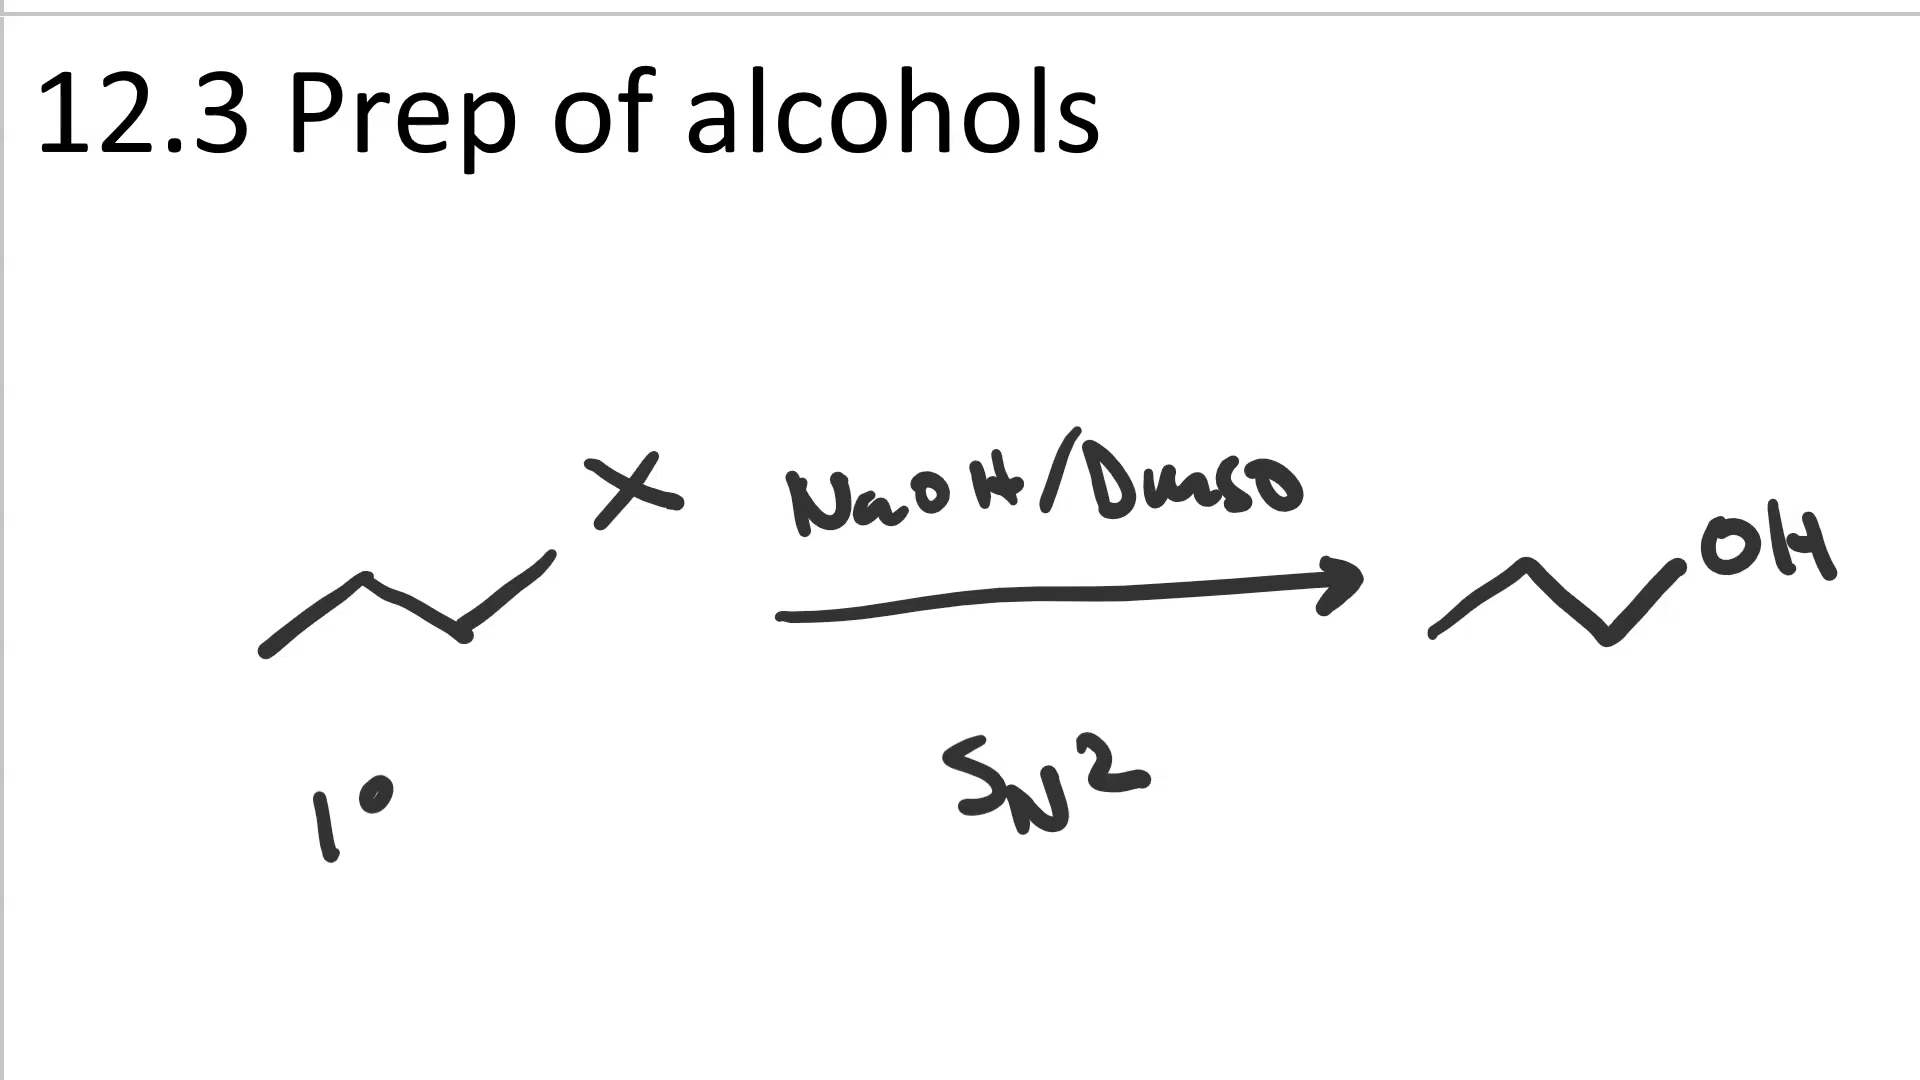 12.3 Prep of alcohols
X
NaOH/DMSO
OH
1°
SN2